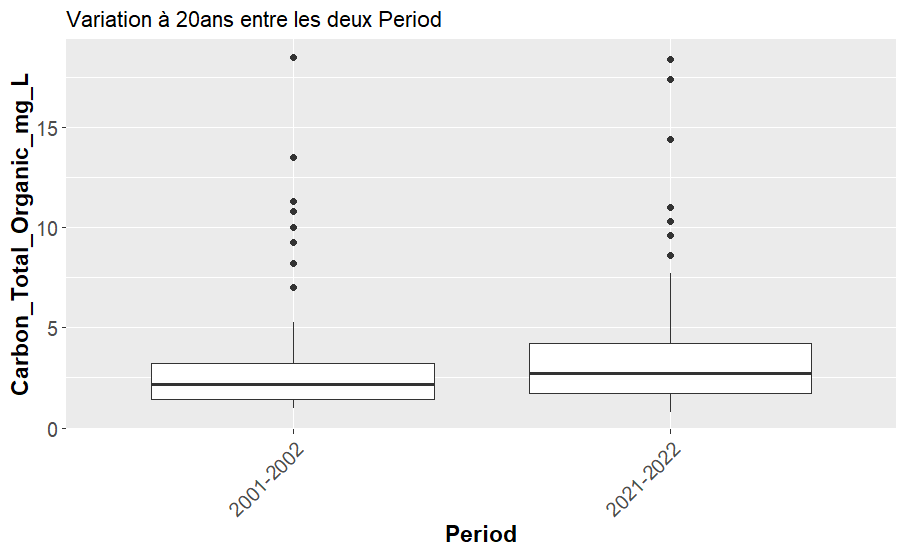 Variation à 20ans entre les deux Period
Carbon_Total_Organic_mg_L
15
10
5
0
2001-2002
2021-2022
Period